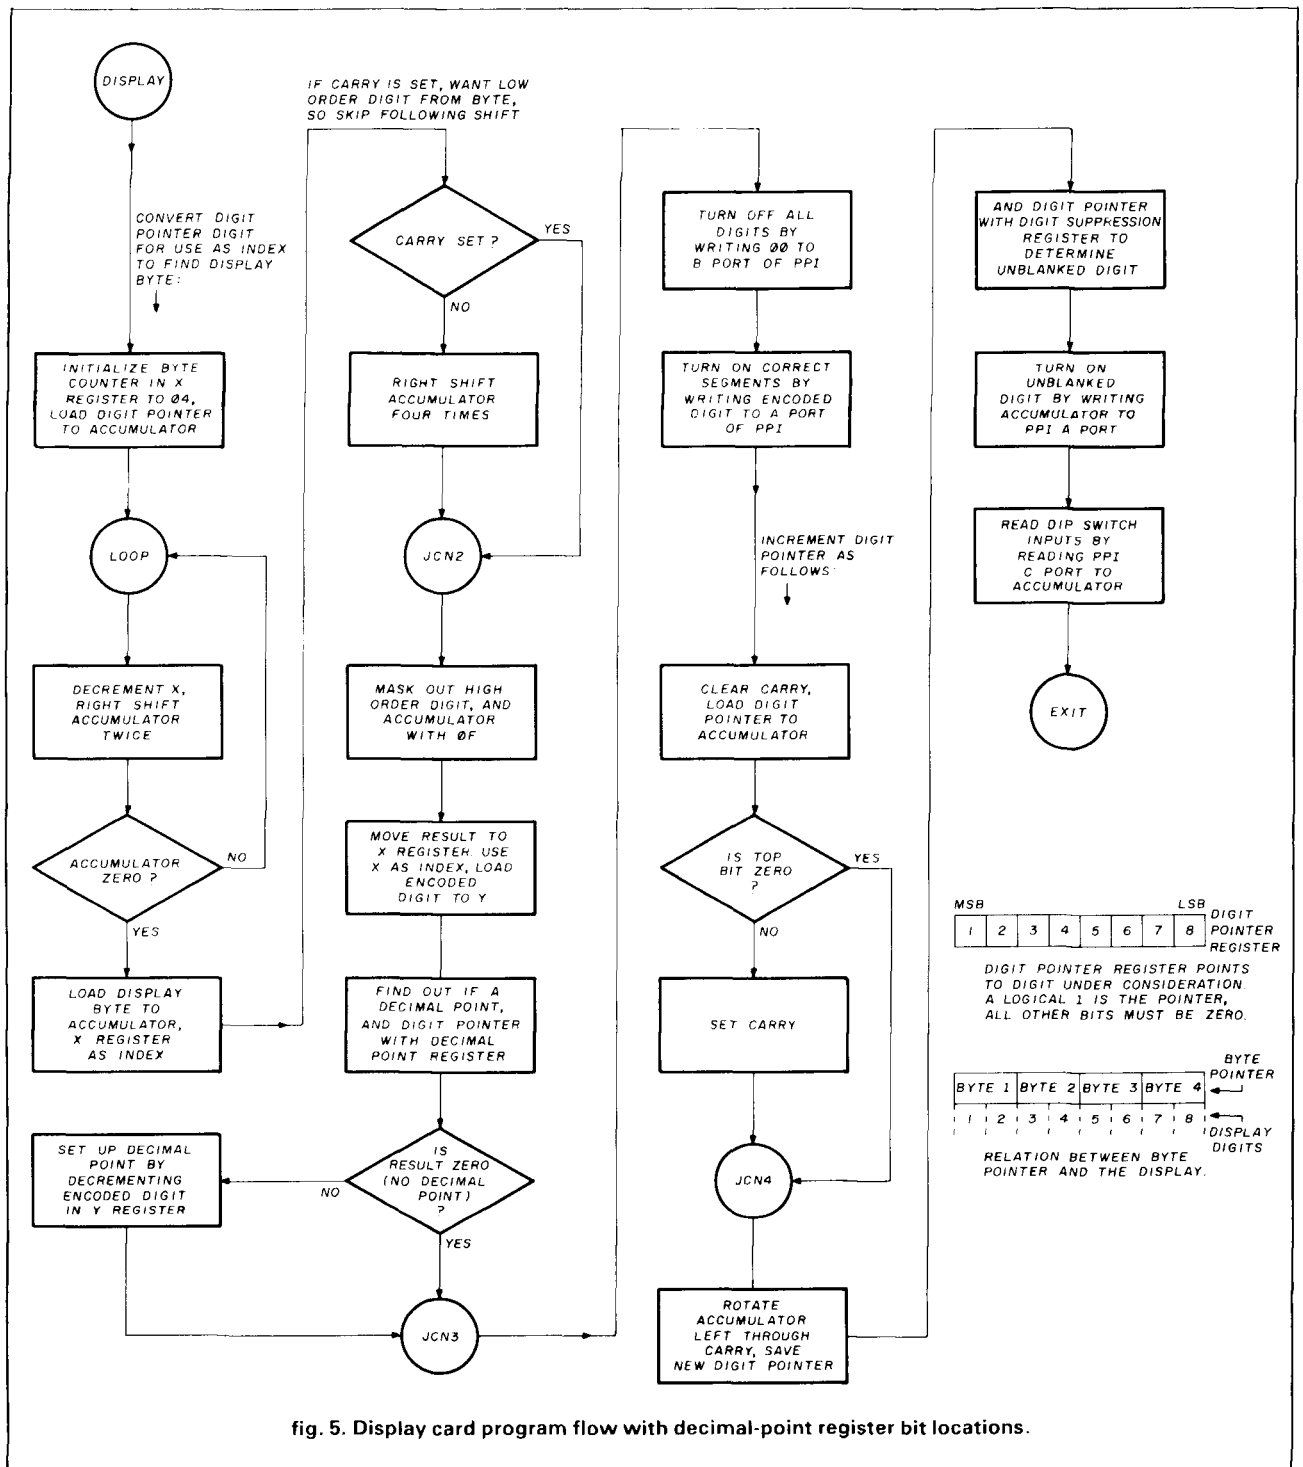 DISPLAY
CONVERT DIGIT
POINTER DIGIT
FOR USE AS INDEX
TO FIND DISPLAY
BYTE:
INITIALIZE BYTE
COUNTER IN X
REGISTER TO Ø4,
LOAD DIGIT POINTER
TO ACCUMULATOR
LOOP
DECREMENT X,
RIGHT SHIFT
ACCUMULATOR
TWICE
ACCUMULATOR
ZERO ?
NO
YES
LOAD DISPLAY
BYTE TO
ACCUMULATOR,
X REGISTER
AS INDEX
IF CARRY IS SET, WANT LOW
ORDER DIGIT FROM BYTE,
SO SKIP FOLLOWING SHIFT
CARRY SET ?
YES
NO
RIGHT SHIFT
ACCUMULATOR
FOUR TIMES
JCN2
MASK OUT HIGH
ORDER DIGIT, AND
ACCUMULATOR
WITH ØF
MOVE RESULT TO
X REGISTER. USE
X AS INDEX, LOAD
ENCODED
DIGIT TO Y
FIND OUT IF A
DECIMAL POINT,
AND DIGIT POINTER
WITH DECIMAL
POINT REGISTER
IS
RESULT ZERO
(NO DECIMAL
POINT)
?
NO
YES
SET UP DECIMAL
POINT BY
DECREMENTING
ENCODED DIGIT
IN Y REGISTER
JCN3
TURN OFF ALL
DIGITS BY
WRITING ØØ TO
B PORT OF PPI
TURN ON CORRECT
SEGMENTS BY
WRITING ENCODED
DIGIT TO A PORT
OF PPI
INCREMENT DIGIT
POINTER AS
FOLLOWS:
CLEAR CARRY,
LOAD DIGIT
POINTER TO
ACCUMULATOR
IS TOP
BIT ZERO
?
YES
NO
SET CARRY
JCN4
ROTATE
ACCUMULATOR
LEFT THROUGH
CARRY, SAVE
NEW DIGIT POINTER
AND DIGIT POINTER
WITH DIGIT SUPPRESSION
REGISTER TO
DETERMINE
UNBLANKED DIGIT
TURN ON
UNBLANKED
DIGIT BY WRITING
ACCUMULATOR TO
PPI A PORT
READ DIP SWITCH
INPUTS BY
READING PPI
C PORT TO
ACCUMULATOR
EXIT
MSB LSB
1 2 3 4 5 6 7 8
DIGIT
POINTER
REGISTER
DIGIT POINTER REGISTER POINTS
TO DIGIT UNDER CONSIDERATION.
A LOGICAL 1 IS THE POINTER,
ALL OTHER BITS MUST BE ZERO.
BYTE
POINTER
BYTE 1 BYTE 2 BYTE 3 BYTE 4
1 2 3 4 5 6 7 8
DISPLAY
DIGITS
RELATION BETWEEN BYTE
POINTER AND THE DISPLAY.
fig. 5. Display card program flow with decimal-point register bit locations.